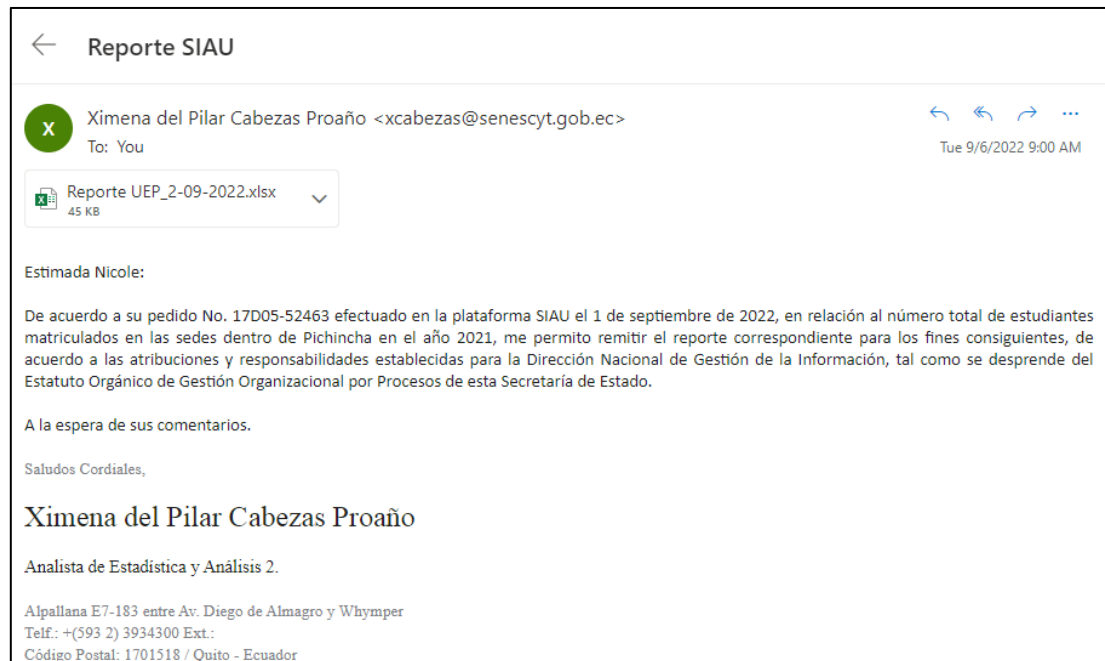 Reporte SIAU
X
Ximena del Pilar Cabezas Proaño <xcabezas@senescyt.gob.ec>
To: You
Tue 9/6/2022 9:00 AM
Reporte UEP_2-09-2022.xlsx
45 KB
Estimada Nicole:
De acuerdo a su pedido No. 17D05-52463 efectuado en la plataforma SIAU el 1 de septiembre de 2022, en relación al número total de estudiantes
matriculados en las sedes dentro de Pichincha en el año 2021, me permito remitir el reporte correspondiente para los fines consiguientes, de
acuerdo a las atribuciones y responsabilidades establecidas para la Dirección Nacional de Gestión de la Información, tal como se desprende del
Estatuto Orgánico de Gestión Organizacional por Procesos de esta Secretaría de Estado.
A la espera de sus comentarios.
Saludos Cordiales,
Ximena del Pilar Cabezas Proaño
Analista de Estadística y Análisis 2.
Alpallana E7-183 entre Av. Diego de Almagro y Whymper
Telf.: +(593 2) 3934300 Ext.:
Código Postal: 1701518 / Quito - Ecuador